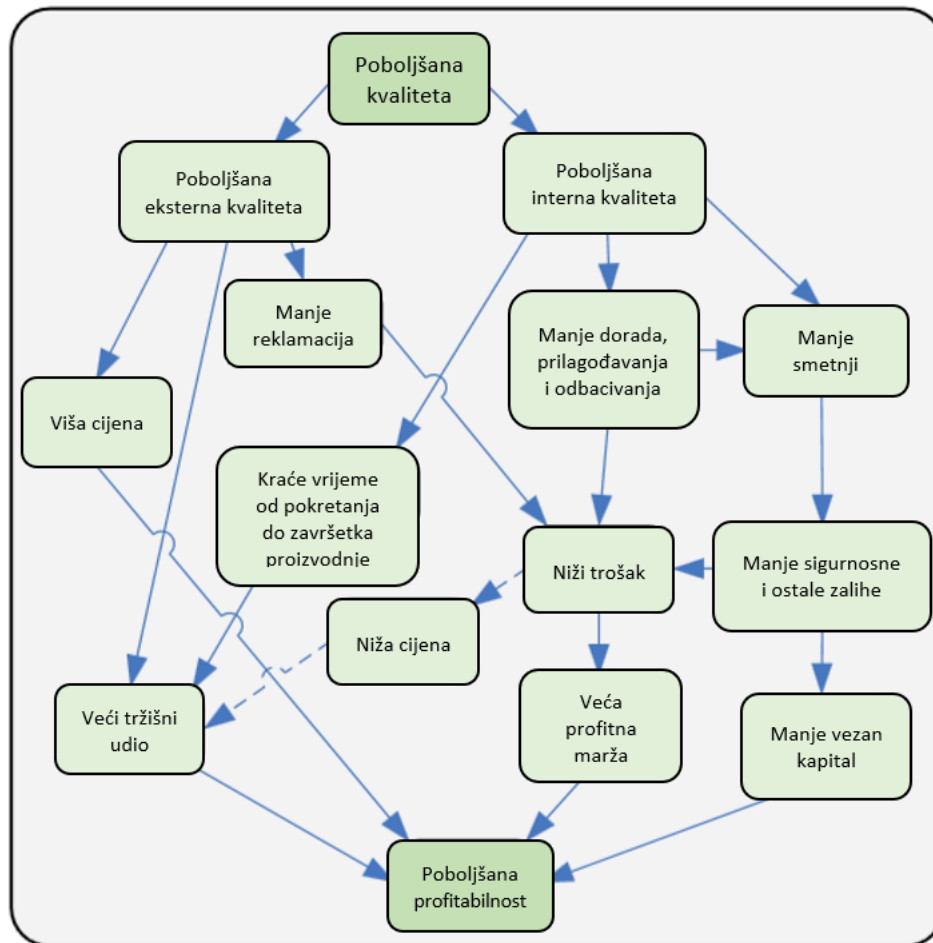 Poboljšana
kvaliteta
Poboljšana
eksterna kvaliteta
Poboljšana
interna kvaliteta
Manje
reklamacija
Manje dorada,
prilagođavanja
i odbacivanja
Manje
smetnji
Viša cijena
Kraće vrijeme
od pokretanja
do završetka
proizvodnje
Niži trošak
Manje sigurnosne
i ostale zalihe
Niža cijena
Veći tržišni
udio
Veća
profitna
marža
Manje vezan
kapital
Poboljšana
profitabilnost